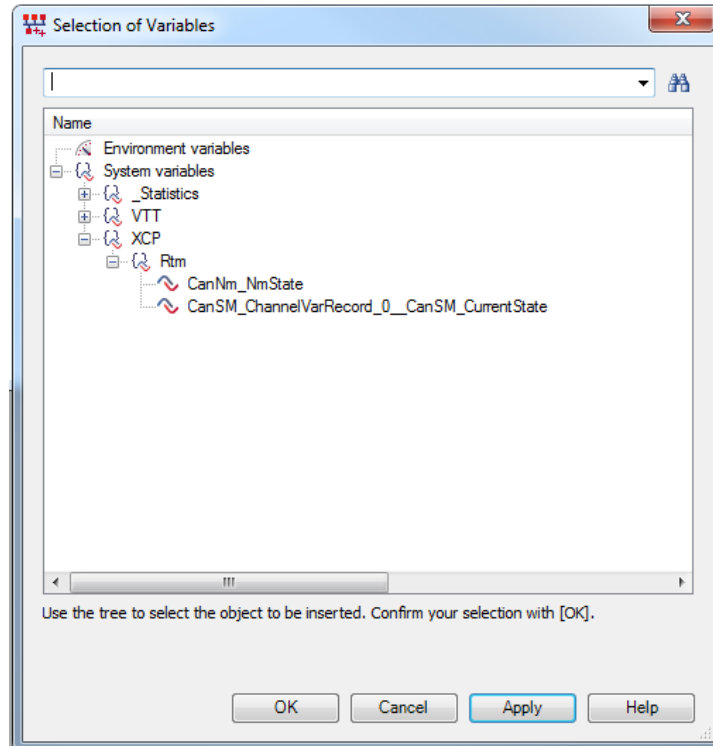 Selection of Variables
Name
Environment variables
System variables
_Statistics
VTT
XCP
Rtm
CanNm_NmState
CanSM_ChannelVarRecord_0__CanSM_CurrentState
Use the tree to select the object to be inserted. Confirm your selection with [OK].
OK Cancel Apply Help